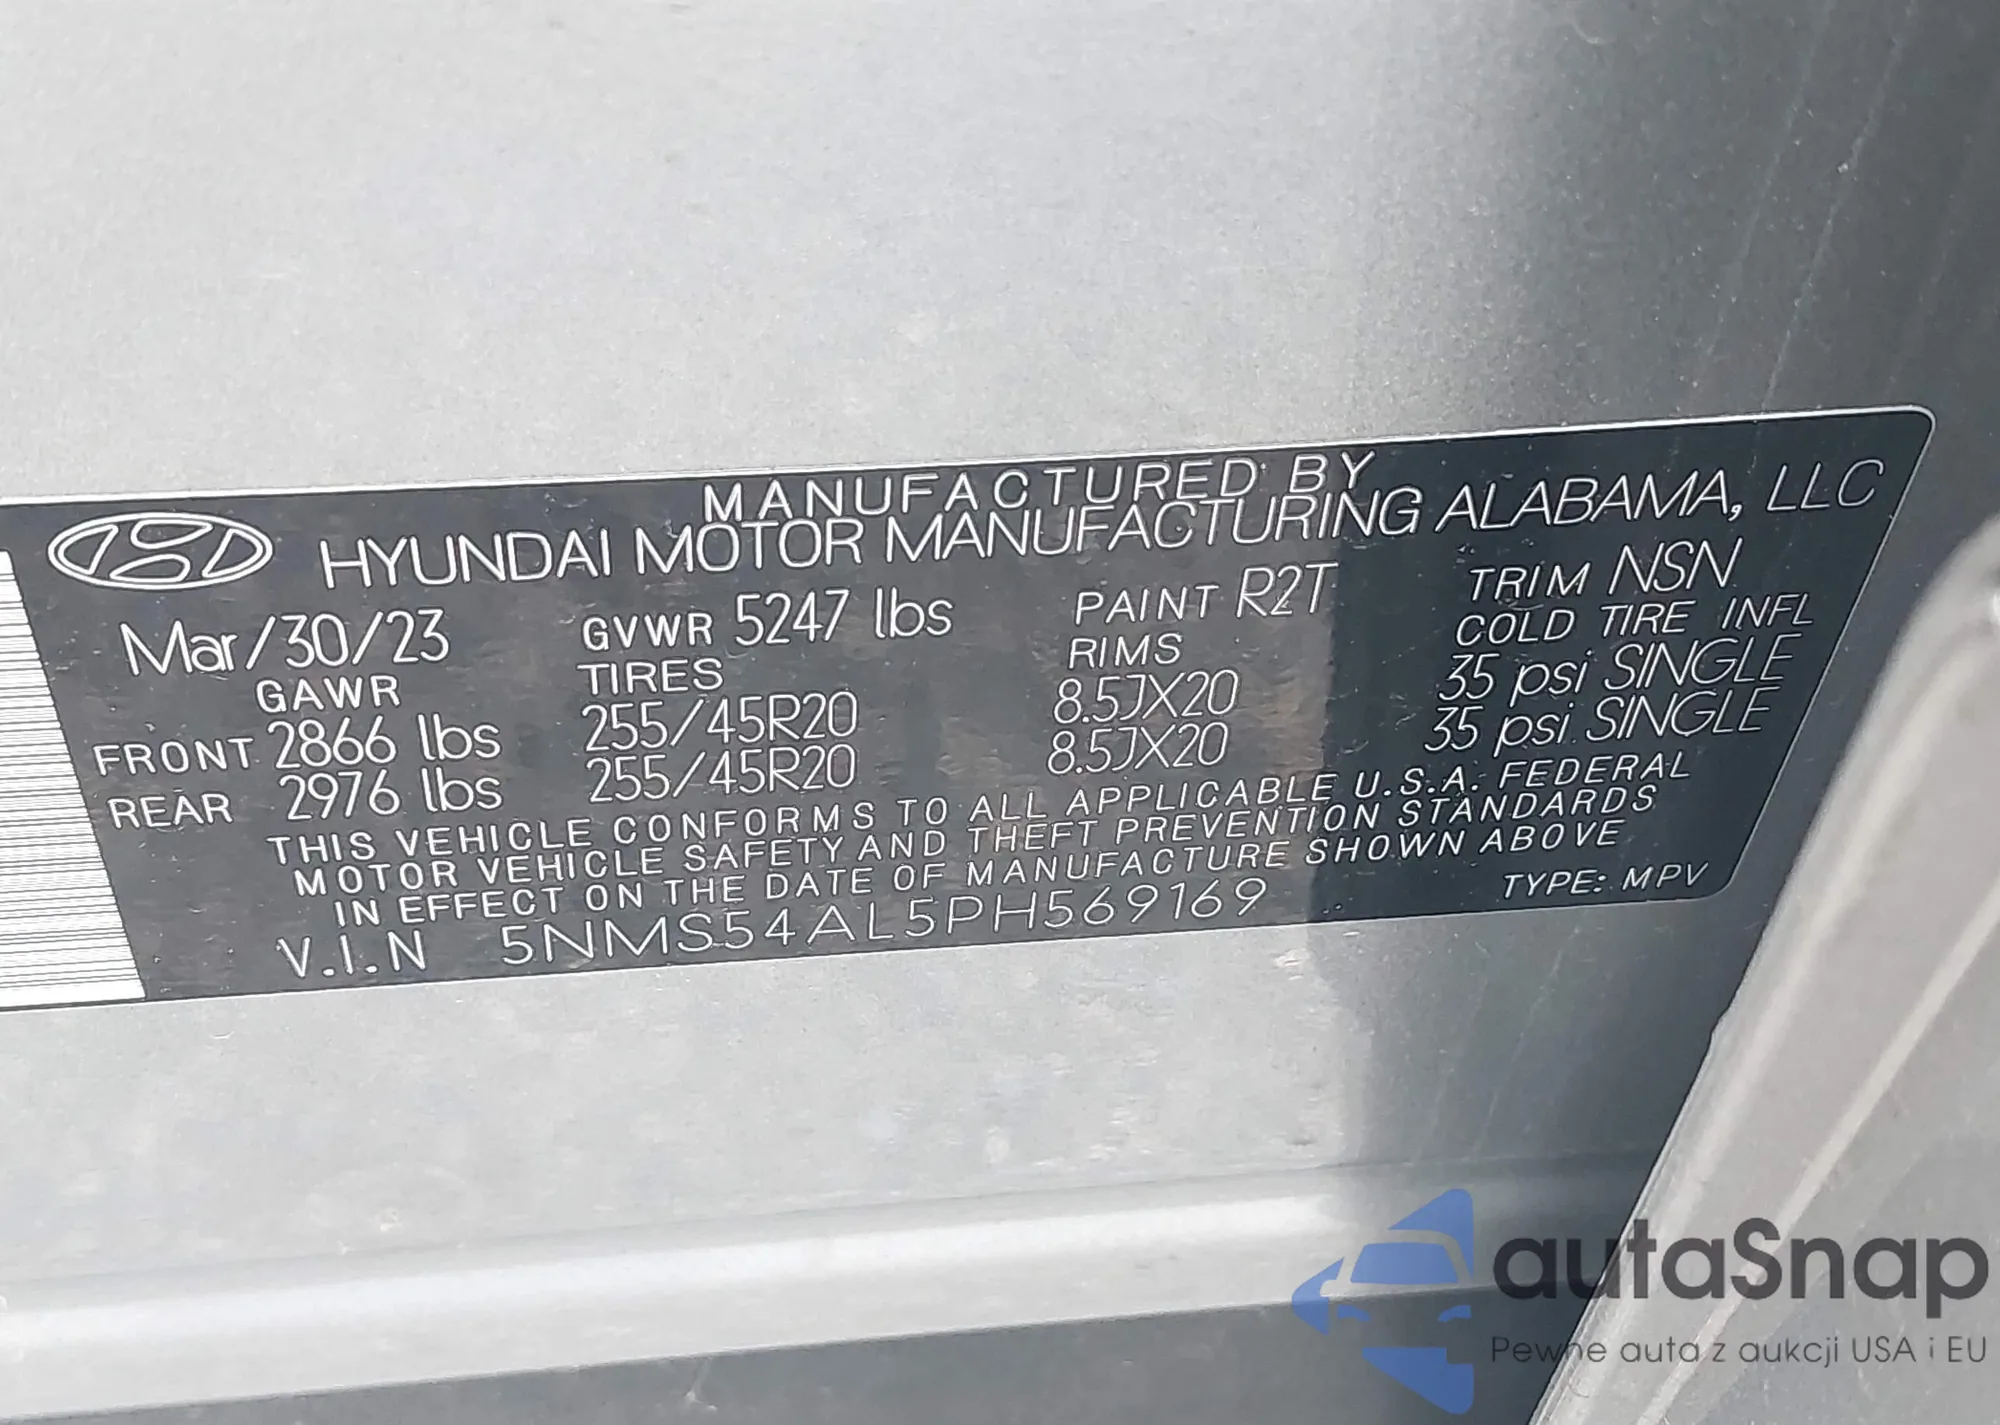 MANUFACTURED BY
HYUNDAI MOTOR MANUFACTURING ALABAMA, LLC
Mar/30/23 GVWR 5247 lbs PAINT R2T TRIM NSN
GAWR TIRES RIMS COLD TIRE INFL
FRONT 2866 lbs 255/45R20 8.5JX20 35 psi SINGLE
REAR 2976 lbs 255/45R20 8.5JX20 35 psi SINGLE
THIS VEHICLE CONFORMS TO ALL APPLICABLE U.S.A. FEDERAL
MOTOR VEHICLE SAFETY AND THEFT PREVENTION STANDARDS
IN EFFECT ON THE DATE OF MANUFACTURE SHOWN ABOVE
V.I.N 5NMS54AL5PH569169 TYPE: MPV
autaSnap
Pewne auta z aukcji USA i EU